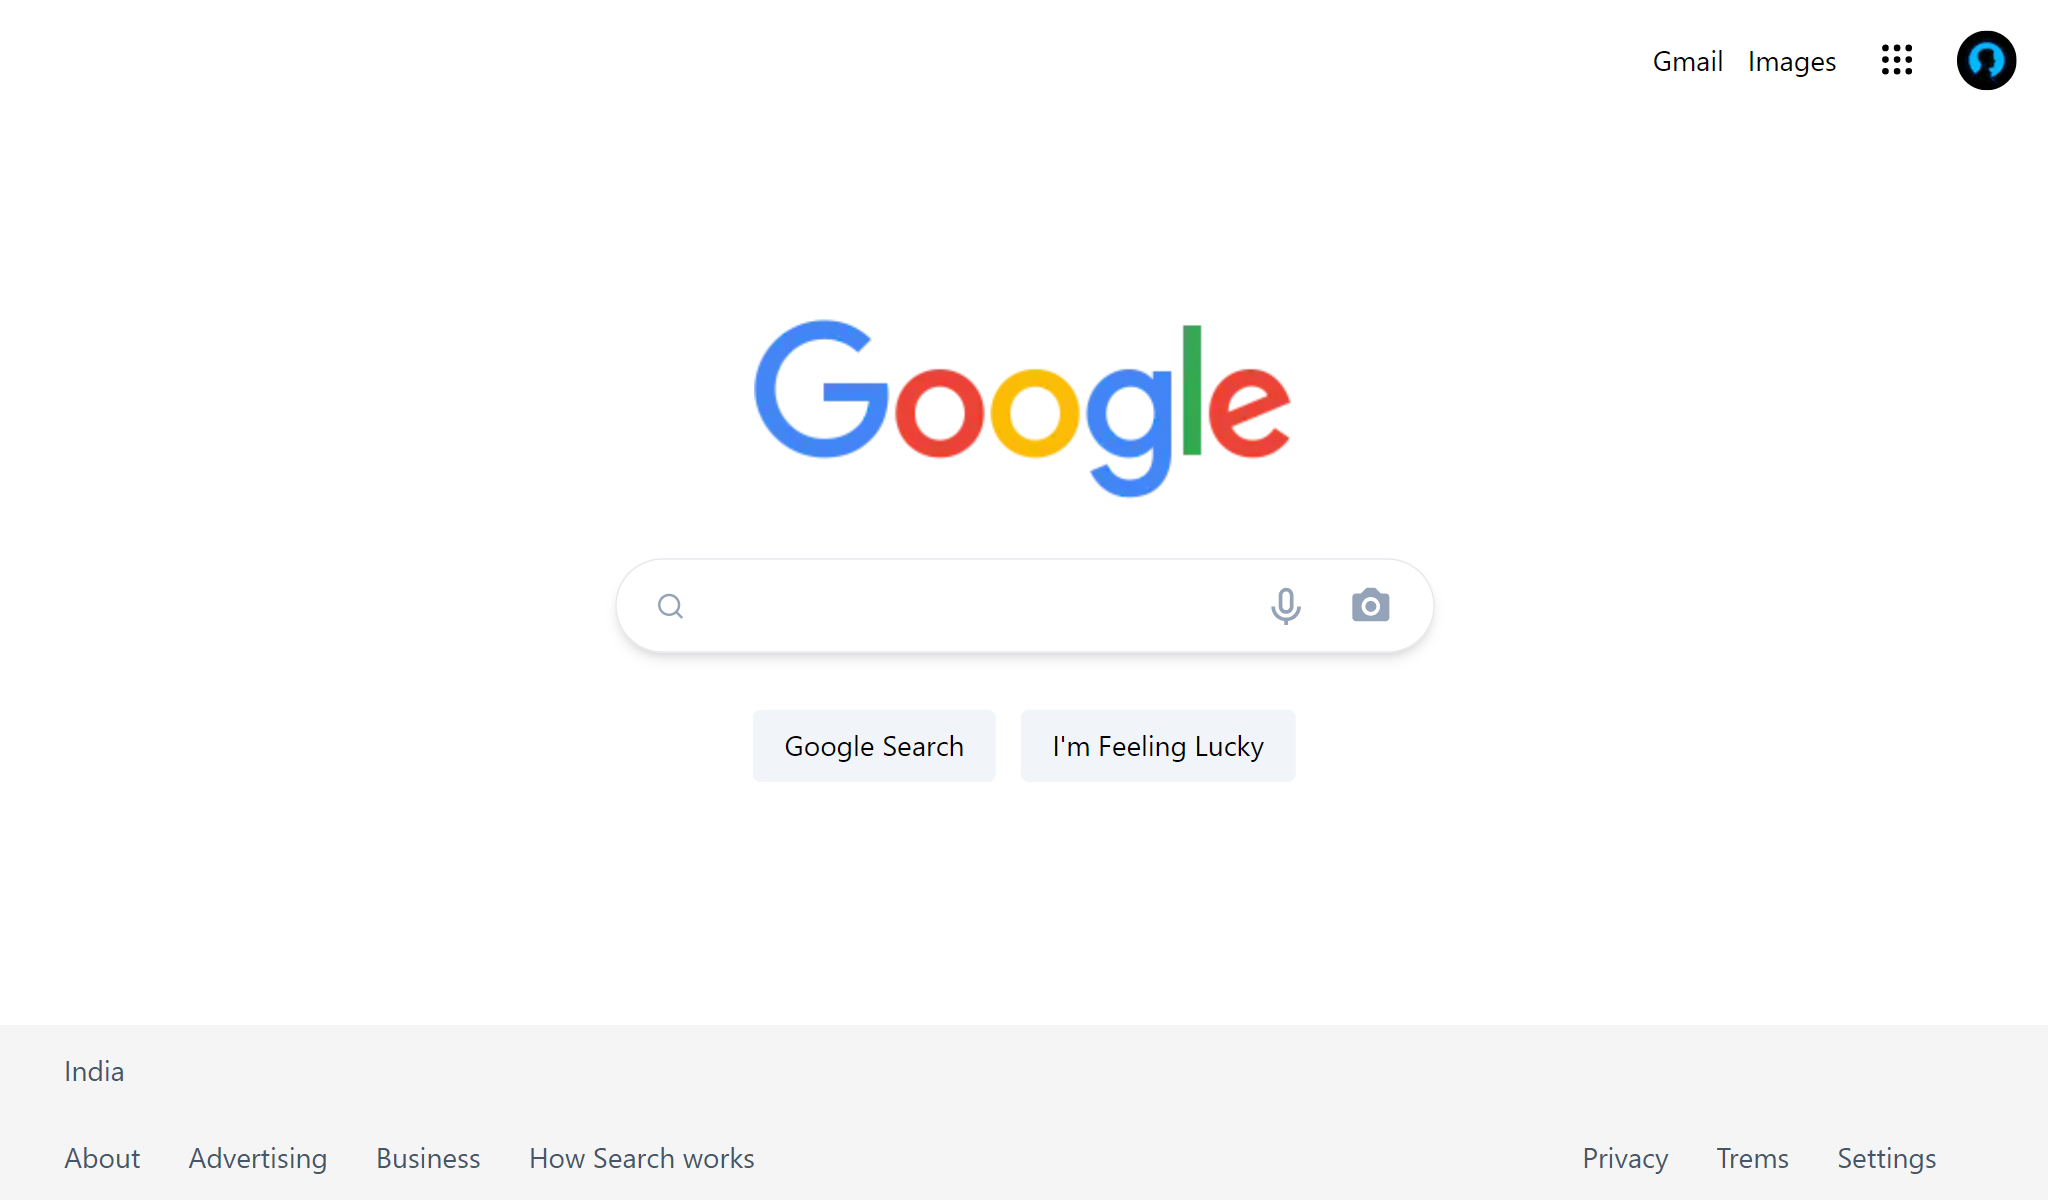 Gmail Images
Google
Google Search I'm Feeling Lucky
India
About Advertising Business How Search works Privacy Trems Settings